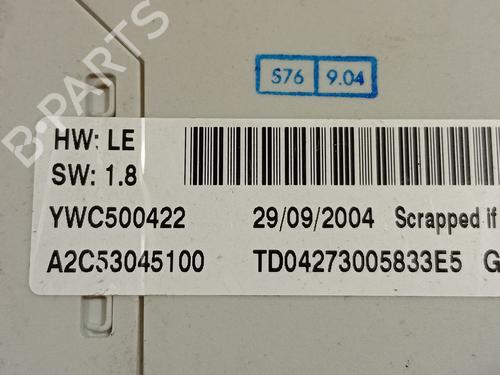 S76 9.04
HW: LE
SW: 1.8
YWC500422 29/09/2004 Scrapped if
A2C53045100 TD04273005833E5 G
B-PARTS